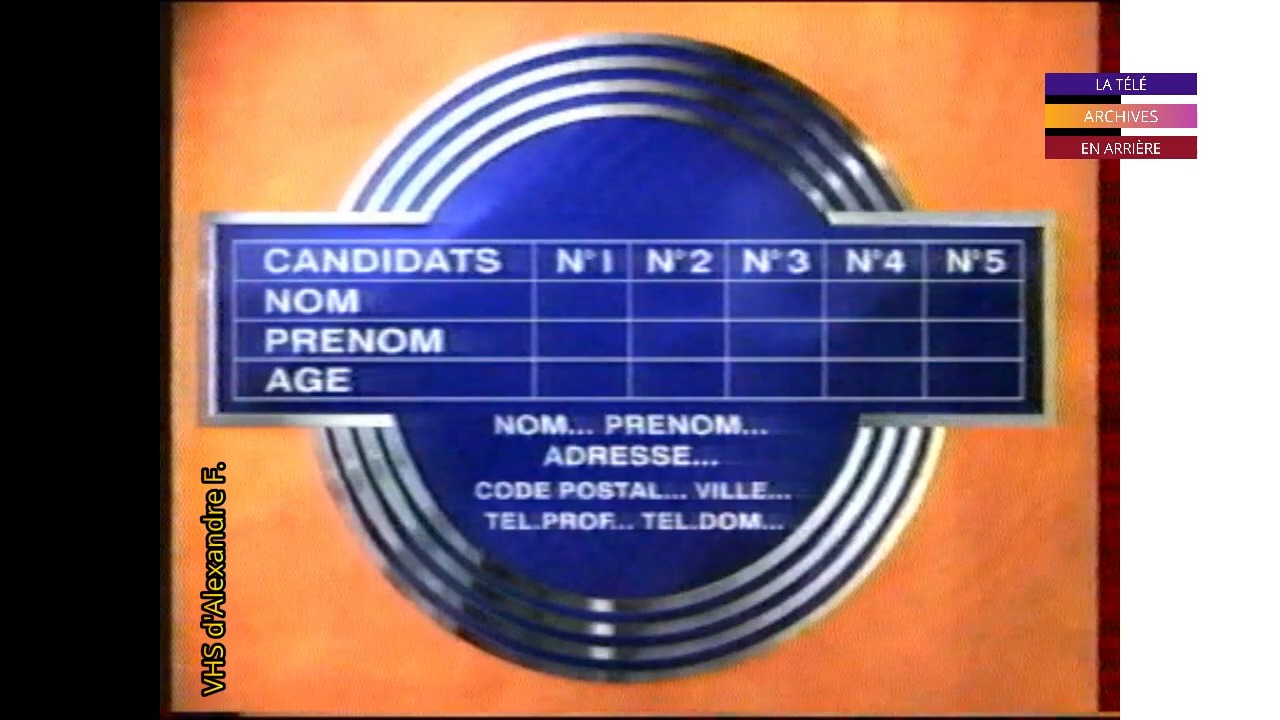 LA TÉLÉ
ARCHIVES
EN ARRIÈRE
CANDIDATS N°1 N°2 N°3 N°4 N°5
NOM
PRENOM
AGE
NOM... PRENOM...
ADRESSE...
CODE POSTAL... VILLE...
TEL.PROF... TEL.DOM...
VHS d'Alexandre F.